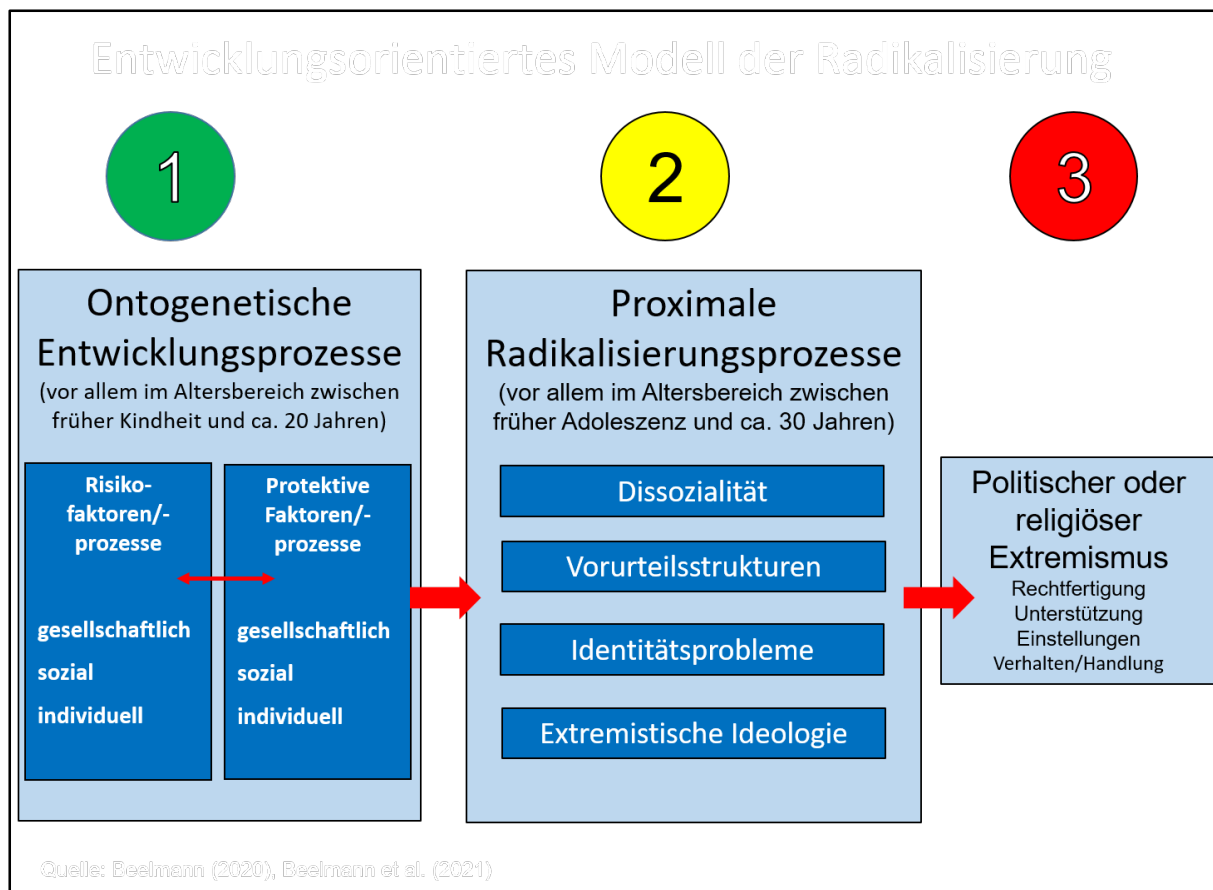 Entwicklungsorientiertes Modell der Radikalisierung
1
2
3
Ontogenetische
Entwicklungsprozesse
(vor allem im Altersbereich zwischen
früher Kindheit und ca. 20 Jahren)
Risiko-
faktoren/-
prozesse
gesellschaftlich
sozial
individuell
Protektive
Faktoren/-
prozesse
gesellschaftlich
sozial
individuell
Proximale
Radikalisierungsprozesse
(vor allem im Altersbereich zwischen
früher Adoleszenz und ca. 30 Jahren)
Dissozialität
Vorurteilsstrukturen
Identitätsprobleme
Extremistische Ideologie
Politischer oder
religiöser
Extremismus
Rechtfertigung
Unterstützung
Einstellungen
Verhalten/Handlung
Quelle: Beelmann (2020), Beelmann et al. (2021)